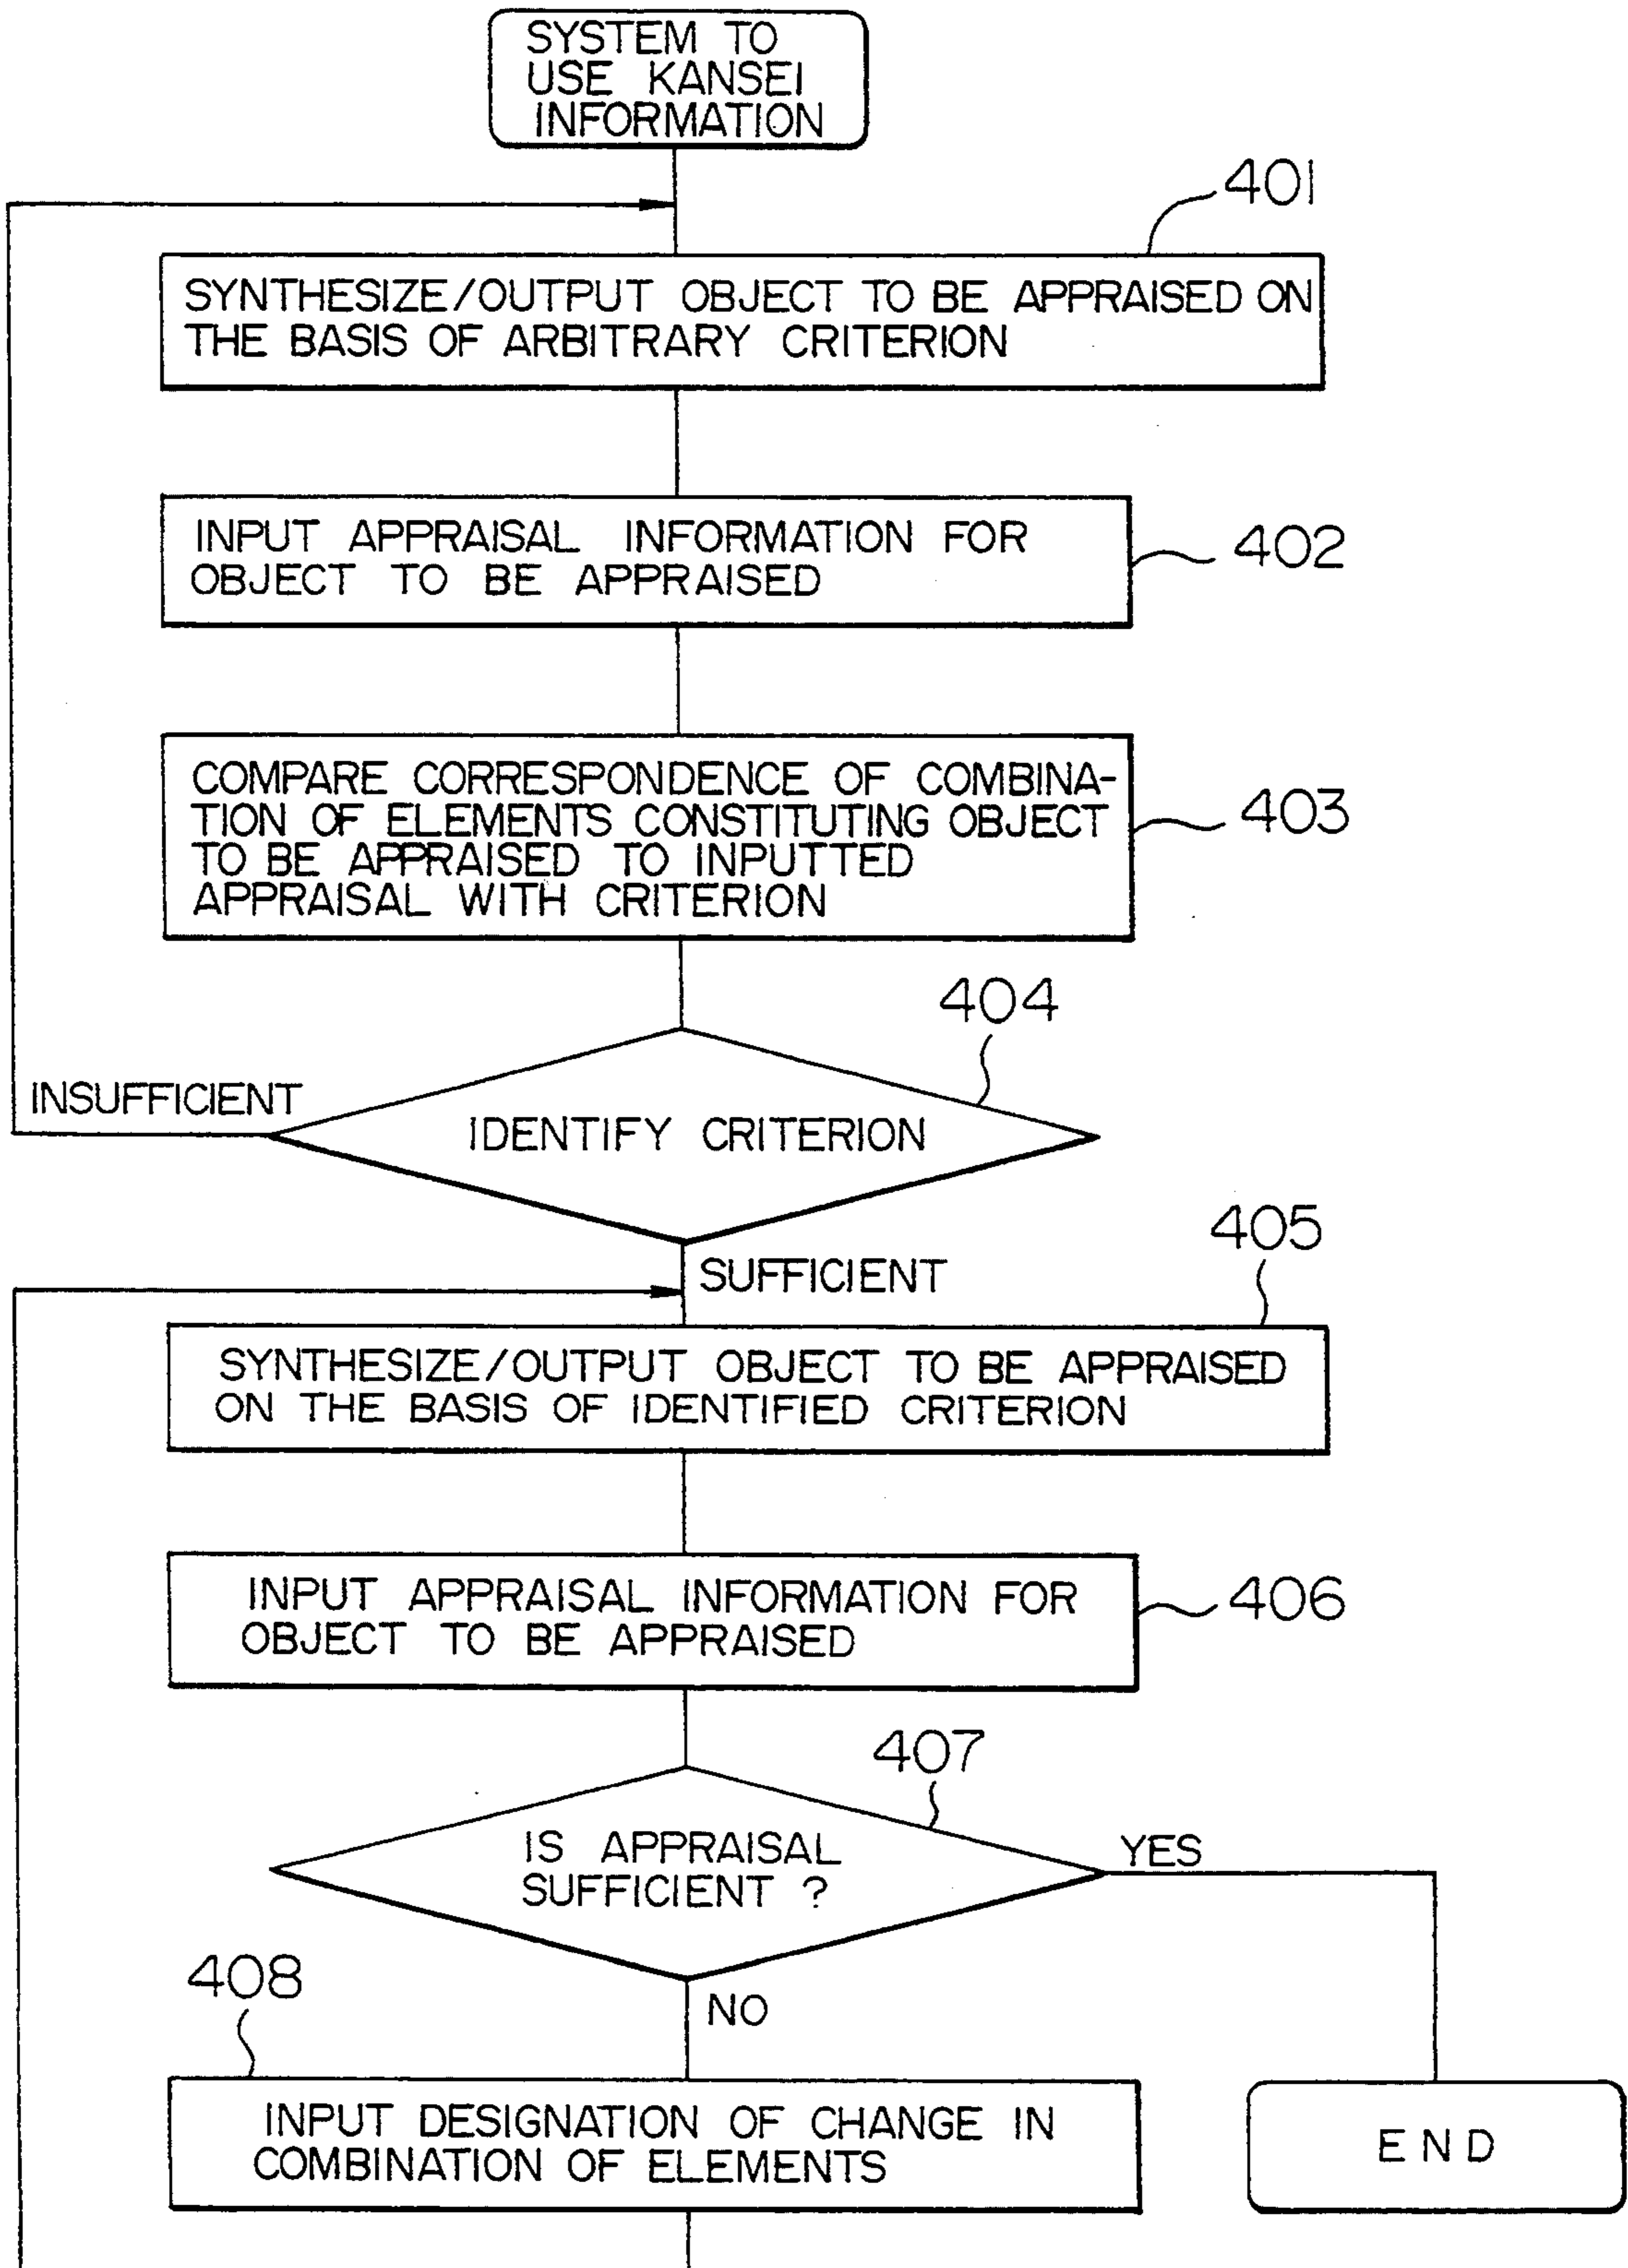 SYSTEM TO
USE KANSEI
INFORMATION
401
SYNTHESIZE/OUTPUT OBJECT TO BE APPRAISED ON
THE BASIS OF ARBITRARY CRITERION
INPUT APPRAISAL INFORMATION FOR
OBJECT TO BE APPRAISED
402
COMPARE CORRESPONDENCE OF COMBINA-
TION OF ELEMENTS CONSTITUTING OBJECT
TO BE APPRAISED TO INPUTTED
APPRAISAL WITH CRITERION
403
404
INSUFFICIENT
IDENTIFY CRITERION
405
SUFFICIENT
SYNTHESIZE/OUTPUT OBJECT TO BE APPRAISED
ON THE BASIS OF IDENTIFIED CRITERION
INPUT APPRAISAL INFORMATION FOR
OBJECT TO BE APPRAISED
406
407
IS APPRAISAL
SUFFICIENT ?
YES
408
NO
INPUT DESIGNATION OF CHANGE IN
COMBINATION OF ELEMENTS
END